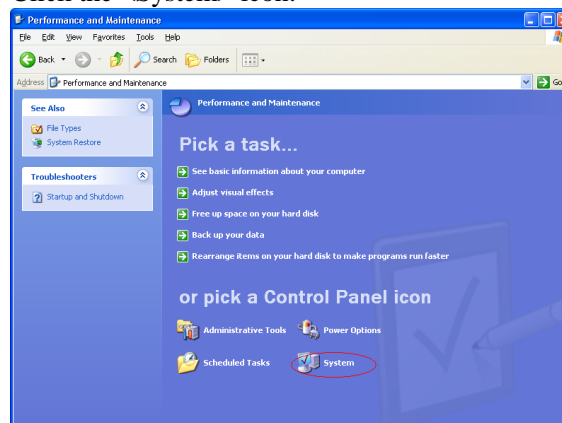 Click the "System" icon.
Performance and Maintenance
File Edit View Favorites Tools Help
Back Search Folders
Address Performance and Maintenance Go
See Also
File Types
System Restore
Troubleshooters
Startup and Shutdown
Performance and Maintenance
Pick a task...
See basic information about your computer
Adjust visual effects
Free up space on your hard disk
Back up your data
Rearrange items on your hard disk to make programs run faster
or pick a Control Panel icon
Administrative Tools Power Options
Scheduled Tasks System